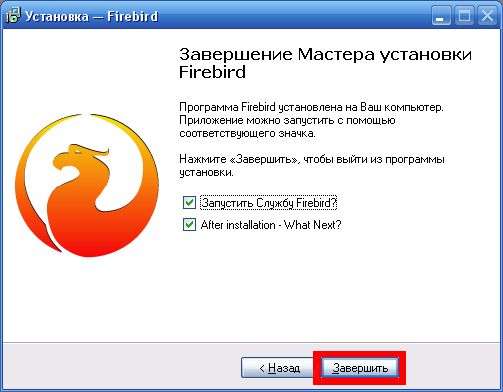 Установка — Firebird
Завершение Мастера установки
Firebird
Программа Firebird установлена на Ваш компьютер.
Приложение можно запустить с помощью
соответствующего значка.
Нажмите «Завершить», чтобы выйти из программы
установки.
Запустить Службу Firebird?
After installation - What Next?
< Назад
Завершить